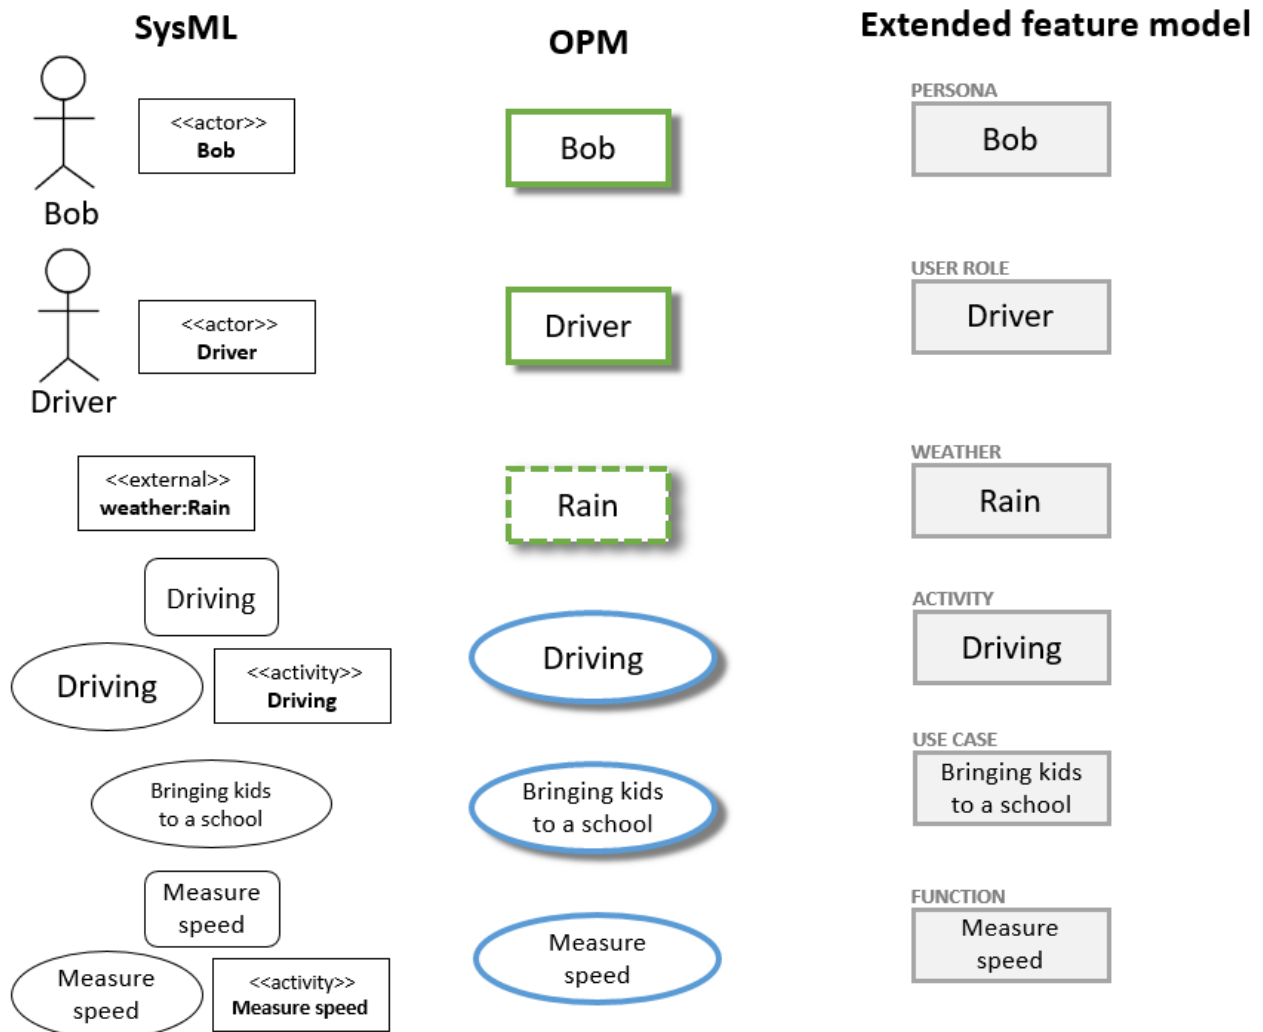 SysML
OPM
Extended feature model
<<actor>>
Bob
Bob
Bob
PERSONA
Bob
<<actor>>
Driver
Driver
Driver
USER ROLE
Driver
<<external>>
weather:Rain
Rain
WEATHER
Rain
Driving
Driving
<<activity>>
Driving
Driving
ACTIVITY
Driving
Bringing kids
to a school
Bringing kids
to a school
USE CASE
Bringing kids
to a school
Measure
speed
Measure
speed
<<activity>>
Measure speed
Measure
speed
FUNCTION
Measure
speed